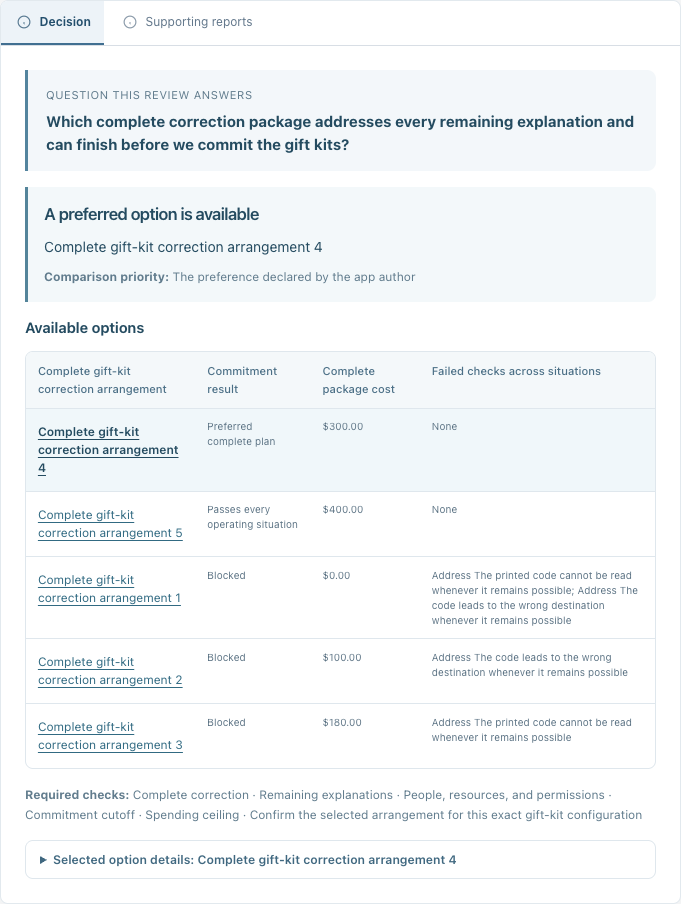 Decision
Supporting reports
QUESTION THIS REVIEW ANSWERS
Which complete correction package addresses every remaining explanation and
can finish before we commit the gift kits?
A preferred option is available
Complete gift-kit correction arrangement 4
Comparison priority: The preference declared by the app author
Available options
Complete gift-kit
correction arrangement
Commitment
result
Complete
package cost
Failed checks across situations
Complete gift-kit
correction arrangement
4
Preferred
complete plan
$300.00
None
Complete gift-kit
correction arrangement 5
Passes every
operating situation
$400.00
None
Complete gift-kit
correction arrangement 1
Blocked
$0.00
Address The printed code cannot be read
whenever it remains possible; Address The
code leads to the wrong destination
whenever it remains possible
Complete gift-kit
correction arrangement 2
Blocked
$100.00
Address The code leads to the wrong
destination whenever it remains possible
Complete gift-kit
correction arrangement 3
Blocked
$180.00
Address The printed code cannot be read
whenever it remains possible
Required checks: Complete correction · Remaining explanations · People, resources, and permissions ·
Commitment cutoff · Spending ceiling · Confirm the selected arrangement for this exact gift-kit configuration
Selected option details: Complete gift-kit correction arrangement 4